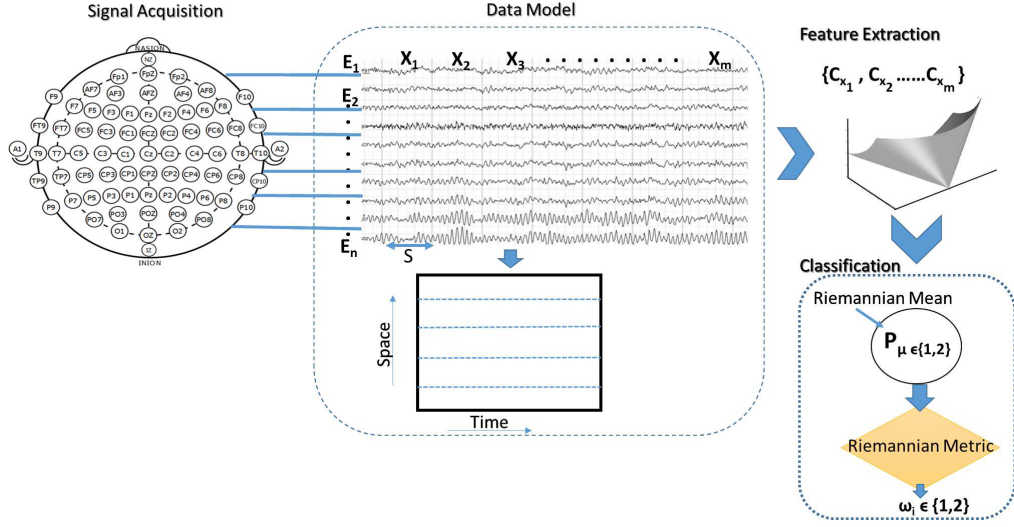 Signal Acquisition
Data Model
Feature Extraction
NASION
NZ
Fp1 FpZ Fp2
AF7 AF3 AFZ AF4 AF8
F9 F7 F5 F3 F1 Fz F2 F4 F6 F8 F10
FT9 FT7 FC5 FC3 FC1 FCZ FC2 FC4 FC6 FC8 FC10
A1 T9 T7 C5 C3 C1 Cz C2 C4 C6 T8 T10 A2
TP9 TP7 CP5 CP3 CP1 CPZ CP2 CP4 CP6 CP8 CP10
P9 P7 P5 P3 P1 Pz P2 P4 P6 P8 P10
PO7 PO3 POZ PO4 PO8
O1 OZ O2
IZ
INION
E1
E2
En
X1 X2 X3 Xm
S
Space
Time
{Cx1 , Cx2 ......Cxm }
Classification
Riemannian Mean
Pμ ϵ{1,2}
Riemannian Metric
ωi ϵ {1,2}